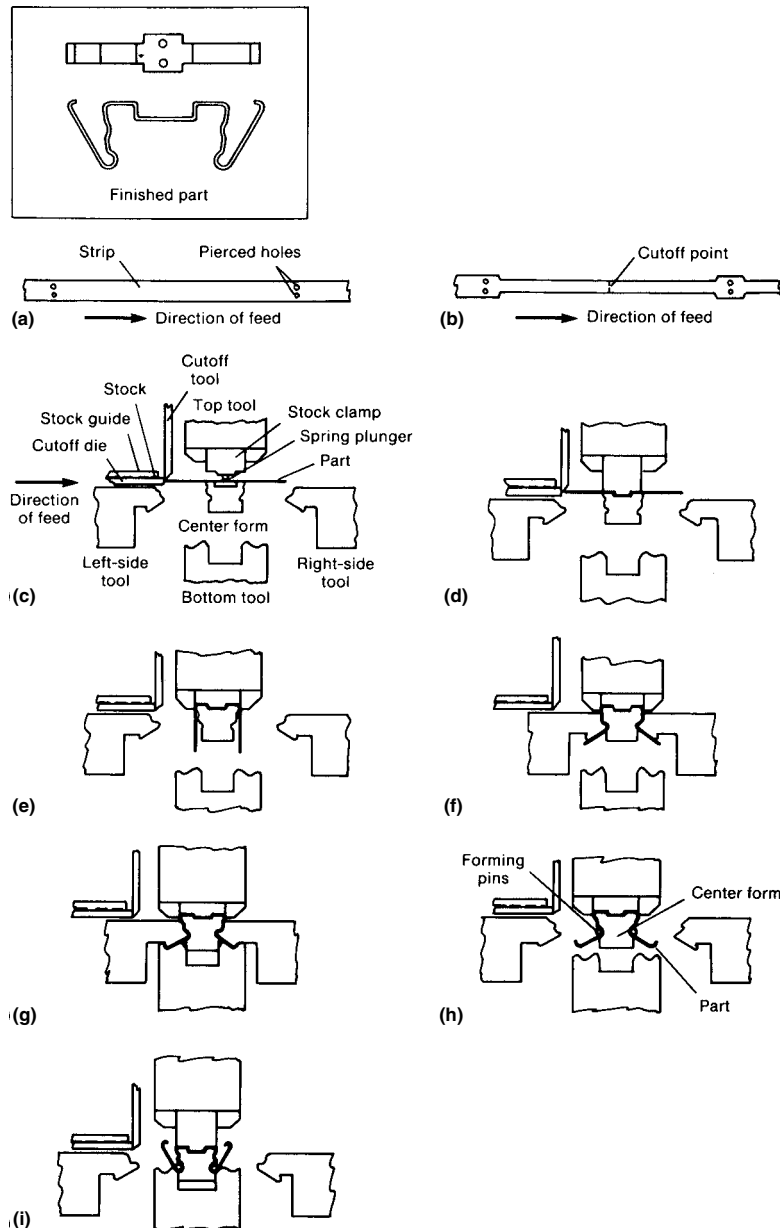 Finished part
Strip
Pierced holes
(a)
Direction of feed
Cutoff point
(b)
Direction of feed
Cutoff
tool
Stock
Top tool
Stock clamp
Stock guide
Spring plunger
Cutoff die
Part
Direction
of feed
Center form
Left-side
tool
Right-side
tool
(c)
Bottom tool
(d)
(e)
(f)
Forming
pins
Center form
(g)
(h)
Part
(i)